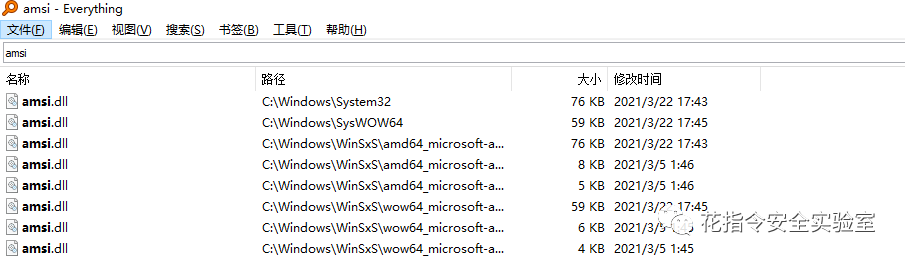 amsi - Everything
文件(F) 编辑(E) 视图(V) 搜索(S) 书签(B) 工具(T) 帮助(H)
amsi
名称 路径 大小 修改时间
amsi.dll C:\Windows\System32 76 KB 2021/3/22 17:43
amsi.dll C:\Windows\SysWOW64 59 KB 2021/3/22 17:45
amsi.dll C:\Windows\WinSxS\amd64_microsoft-a... 76 KB 2021/3/22 17:43
amsi.dll C:\Windows\WinSxS\amd64_microsoft-a... 8 KB 2021/3/5 1:46
amsi.dll C:\Windows\WinSxS\amd64_microsoft-a... 5 KB 2021/3/5 1:46
amsi.dll C:\Windows\WinSxS\wow64_microsoft-a... 59 KB 2021/3/22 17:45
amsi.dll C:\Windows\WinSxS\wow64_microsoft-a... 6 KB 2021/3/5
amsi.dll C:\Windows\WinSxS\wow64_microsoft-a... 4 KB 2021/3/5 1:45
花指令安全实验室